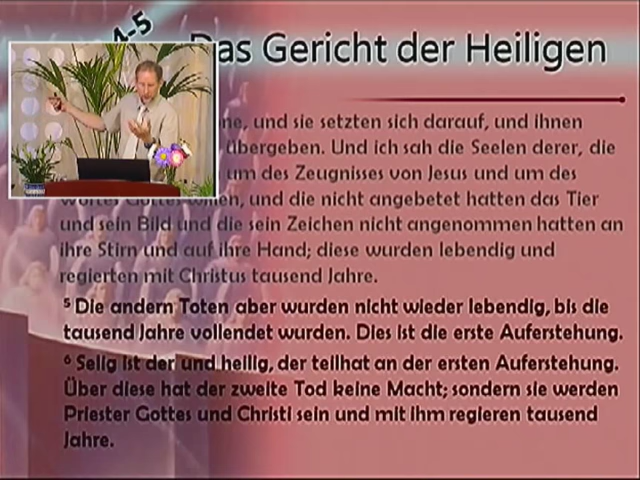 4-5
Das Gericht der Heiligen
und sie setzten sich darauf, und ihnen
übergeben. Und ich sah die Seelen derer, die
um des Zeugnisses von Jesus und um des
Wortes Gottes willen, und die nicht angebetet hatten das Tier
und sein Bild und die sein Zeichen nicht angenommen hatten an
ihre Stirn und auf ihre Hand; diese wurden lebendig und
regierten mit Christus tausend Jahre.
5 Die andern Toten aber wurden nicht wieder lebendig, bis die
tausend Jahre vollendet wurden. Dies ist die erste Auferstehung.
6 Selig ist der und heilig, der teilhat an der ersten Auferstehung.
Über diese hat der zweite Tod keine Macht; sondern sie werden
Priester Gottes und Christi sein und mit ihm regieren tausend
Jahre.